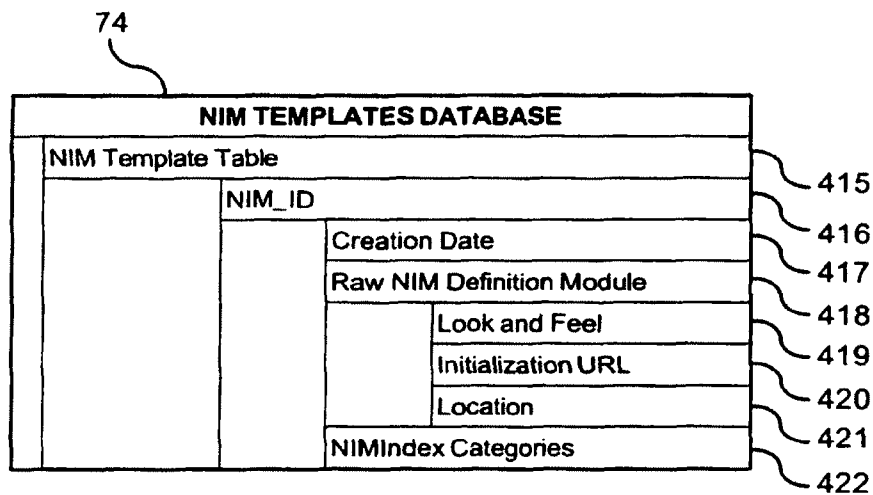 74
NIM TEMPLATES DATABASE
NIM Template Table
415
NIM_ID
416
Creation Date
417
Raw NIM Definition Module
418
Look and Feel
419
Initialization URL
420
Location
421
NIMIndex Categories
422